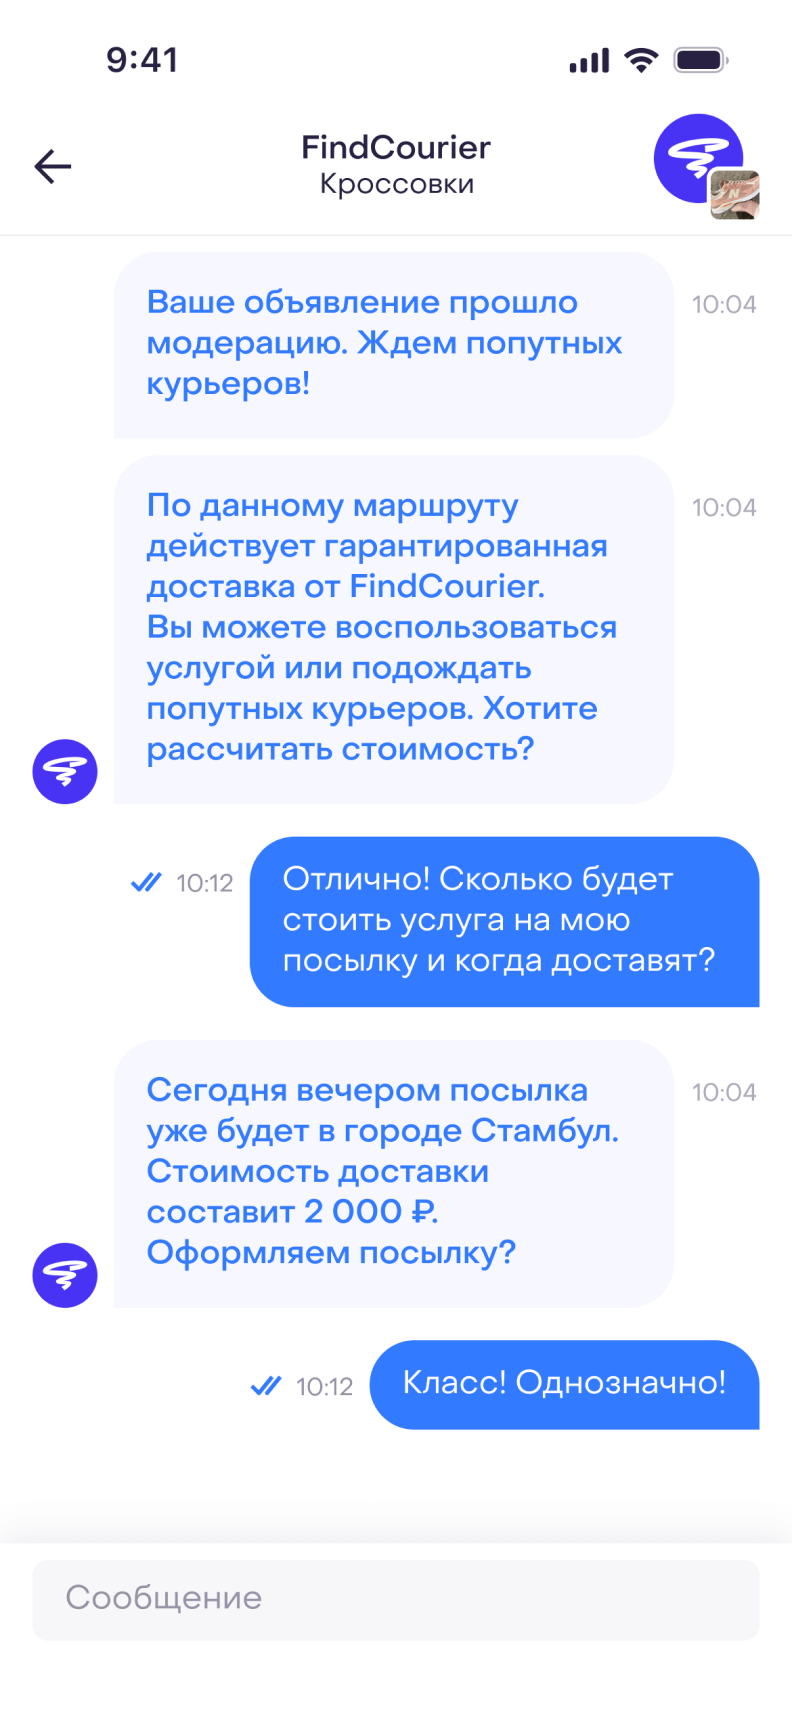 9:41
FindCourier
Кроссовки
N
Ваше объявление прошло
модерацию. Ждем попутных
курьеров!
10:04
По данному маршруту
действует гарантированная
доставка от FindCourier.
Вы можете воспользоваться
услугой или подождать
попутных курьеров. Хотите
рассчитать стоимость?
10:04
10:12
Отлично! Сколько будет
стоить услуга на мою
посылку и когда доставят?
Сегодня вечером посылка
уже будет в городе Стамбул.
Стоимость доставки
составит 2 000 ₽.
Оформляем посылку?
10:04
10:12
Класс! Однозначно!
Сообщение